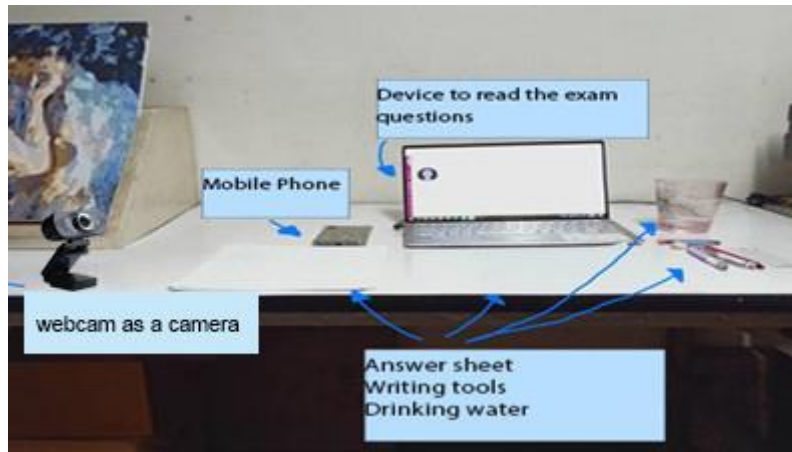 Device to read the exam
questions
Mobile Phone
webcam as a camera
Answer sheet
Writing tools
Drinking water